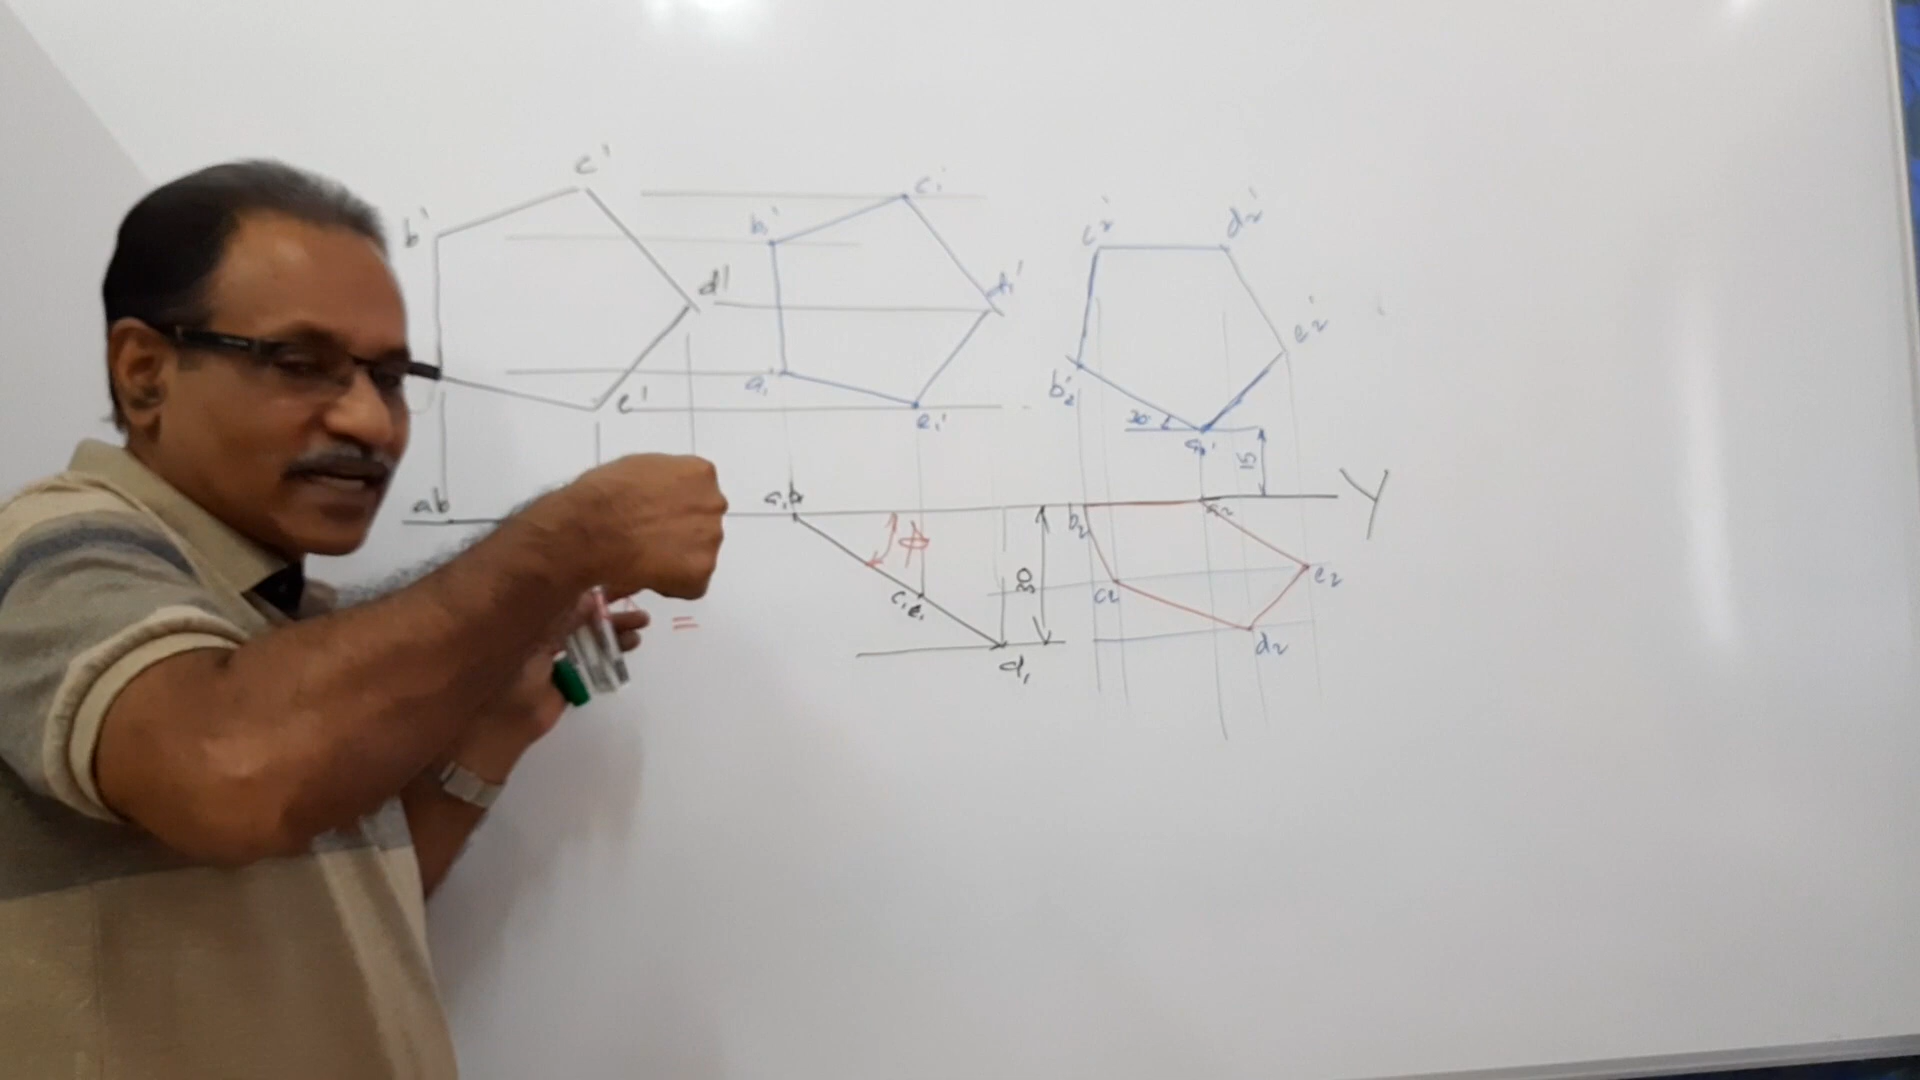 c'
b'
d'
e'
ab
c₁'
b₁'
d₁'
a₁'
e₁'
a₁b₁
ϕ
c₁e₁
d₁
30
=
c₂'
d₂'
e₂'
b₂'
30°
a₂'
15
Y
b₂
a₂
c₂
e₂
d₂